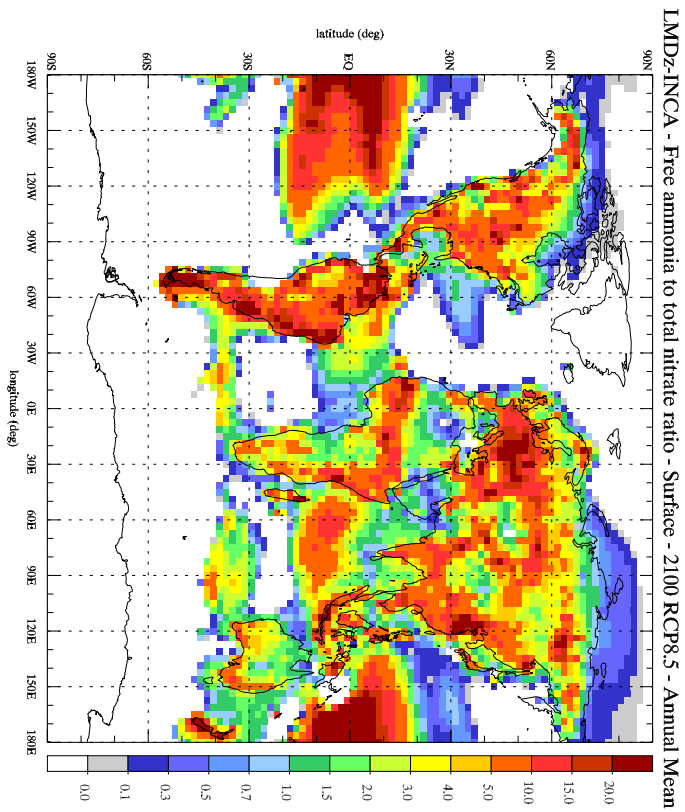 LMDz-INCA - Free ammonia to total nitrate ratio - Surface - 2100 RCP8.5 - Annual Mean
latitude (deg)
90S 60S 30S EQ 30N 60N 90N
180W
150W
120W
90W
60W
30W
0E
30E
60E
90E
120E
150E
180E
longitude (deg)
0.0 0.1 0.3 0.5 0.7 1.0 1.5 2.0 3.0 4.0 5.0 10.0 15.0 20.0